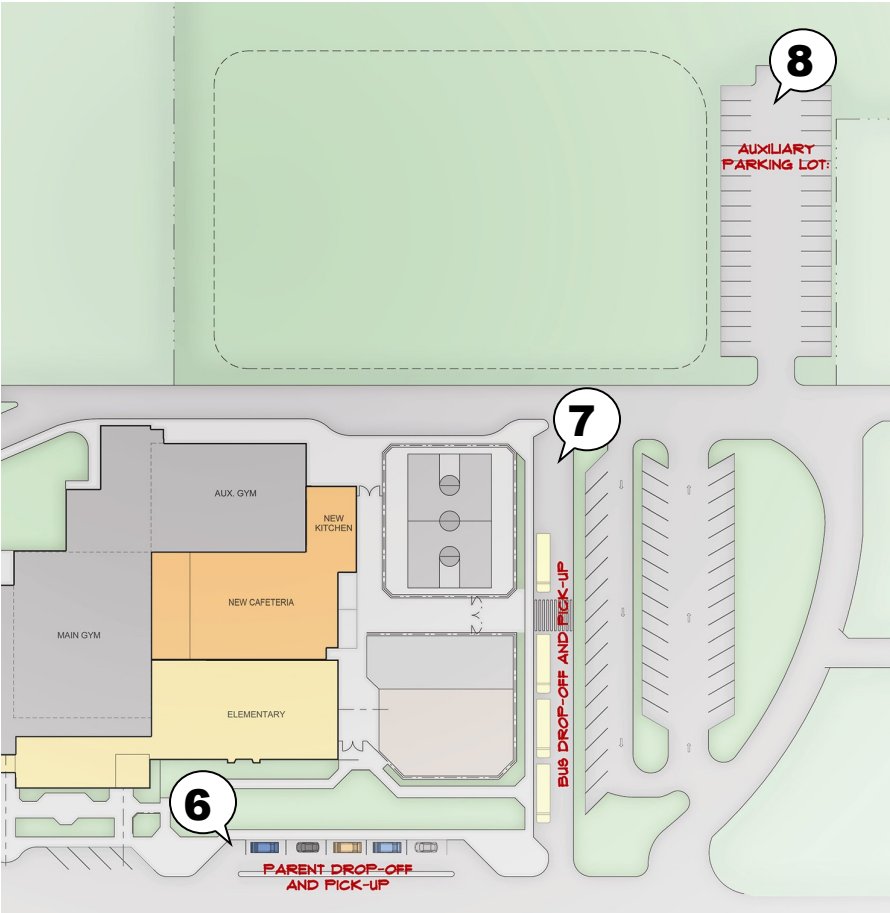 8
AUXILIARY
PARKING LOT:
7
AUX. GYM
NEW
KITCHEN
NEW CAFETERIA
MAIN GYM
BUS DROP-OFF AND PICK-UP
ELEMENTARY
6
PARENT DROP-OFF
AND PICK-UP